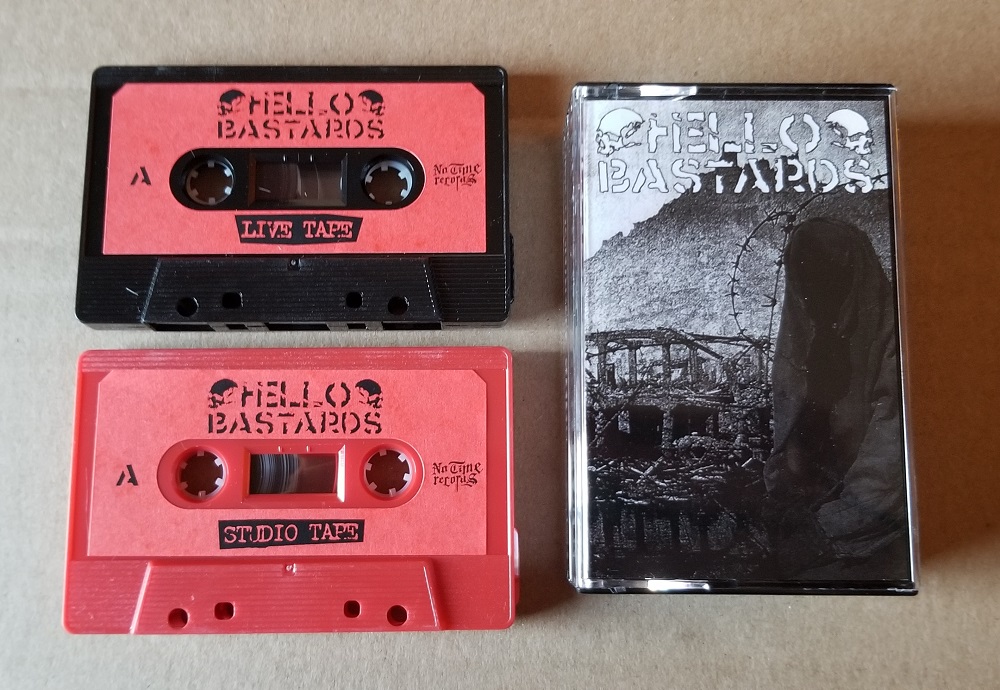 HELLO
BASTARDS
A
No Time
records
LIVE TAPE
HELLO
BASTARDS
A
No Time
records
STUDIO TAPE
HELLO
BASTARDS